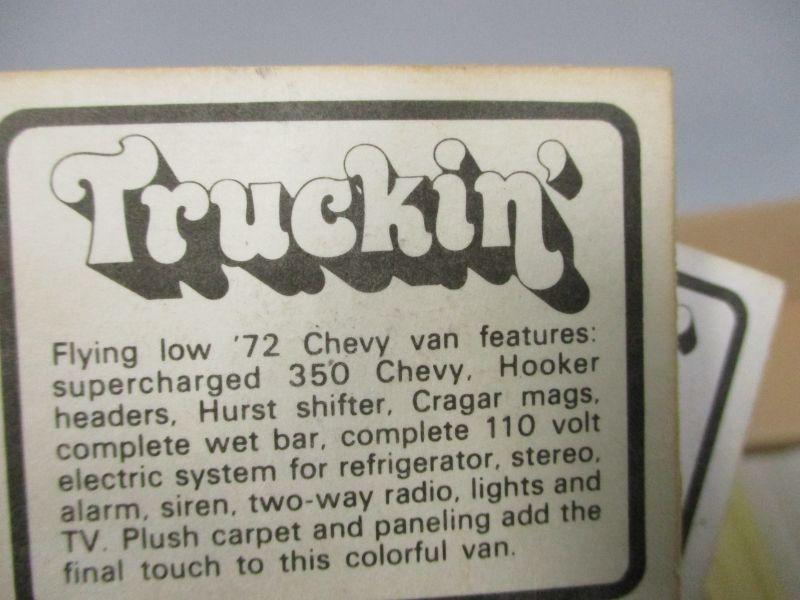 Truckin'
Flying low '72 Chevy van features:
supercharged 350 Chevy, Hooker
headers, Hurst shifter, Cragar mags,
complete wet bar, complete 110 volt
electric system for refrigerator, stereo,
alarm, siren, two-way radio, lights and
TV. Plush carpet and paneling add the
final touch to this colorful van.